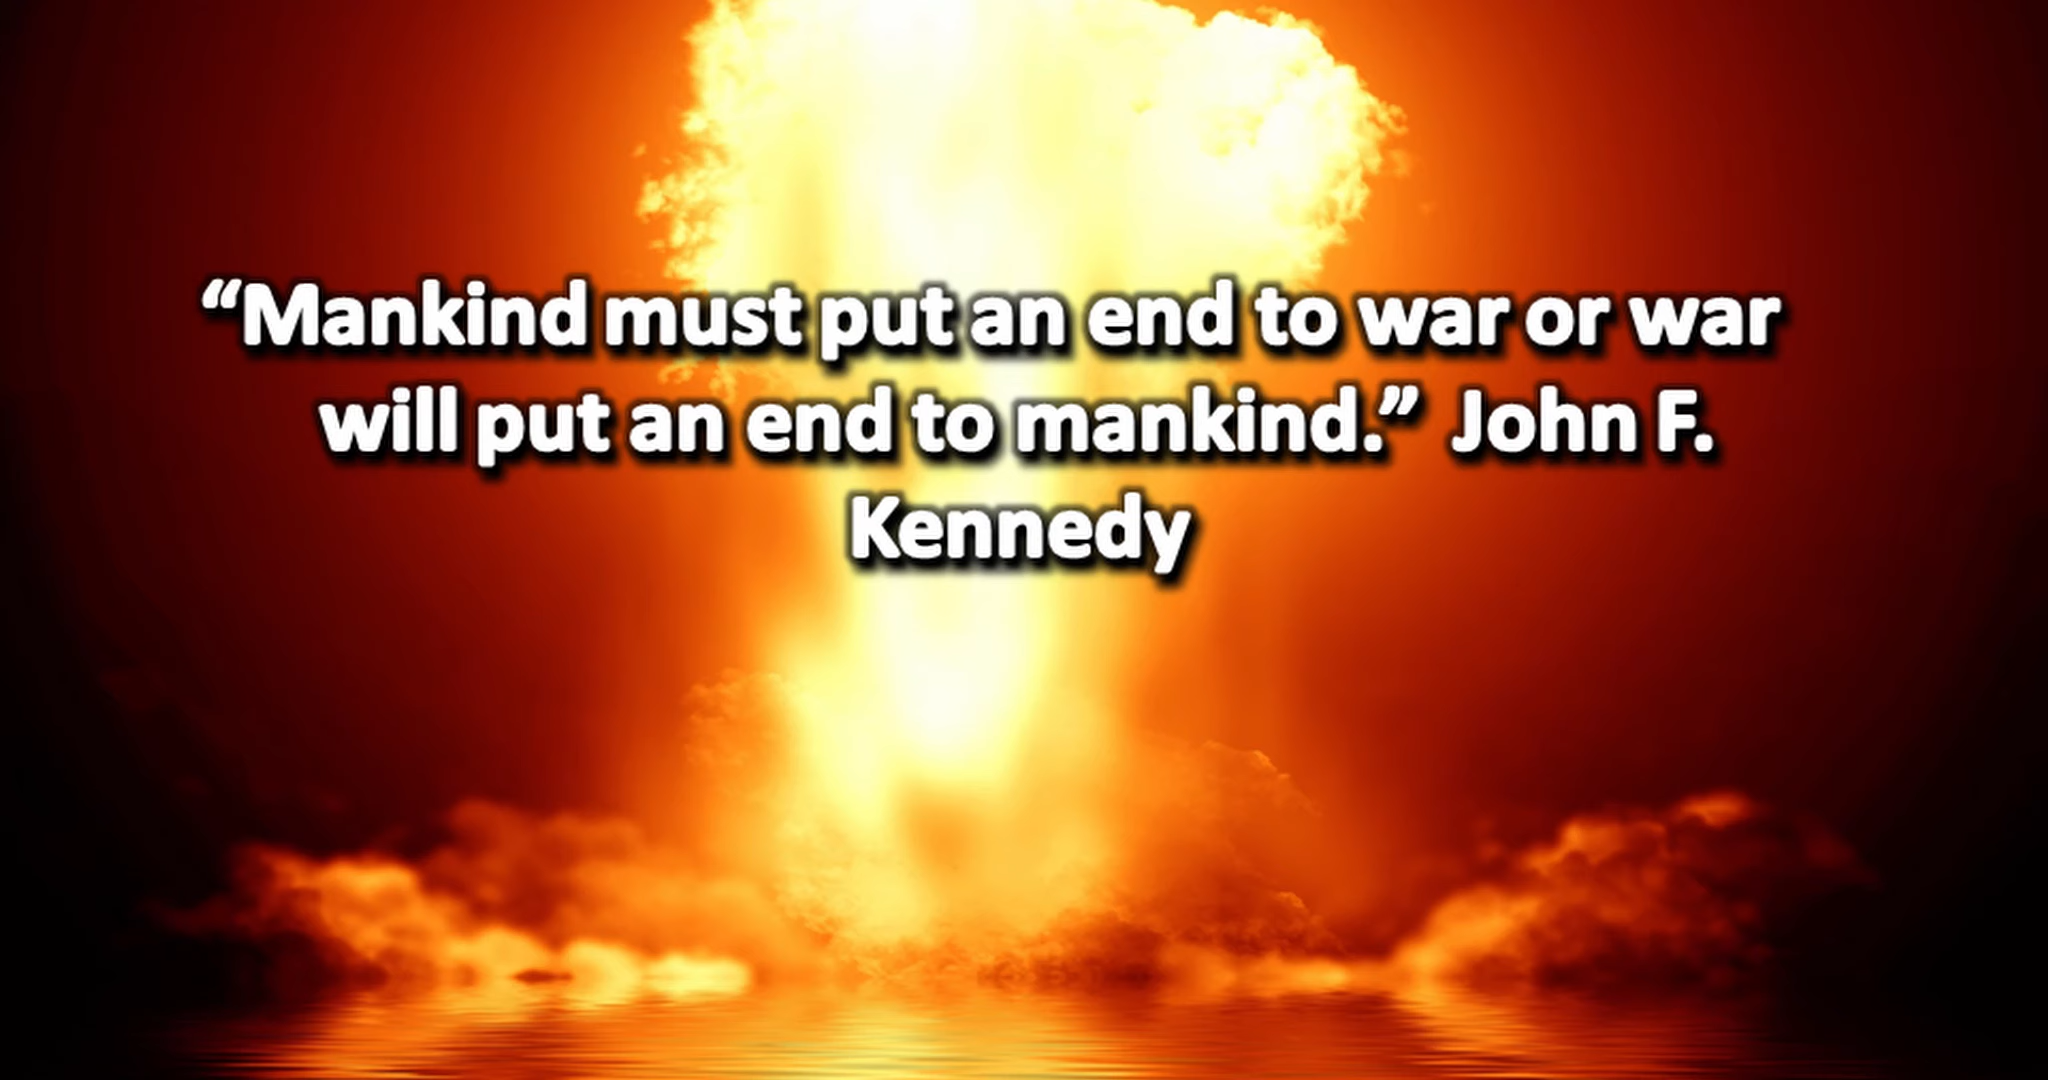 “Mankind must put an end to war or war
will put an end to mankind.”  John F.
Kennedy